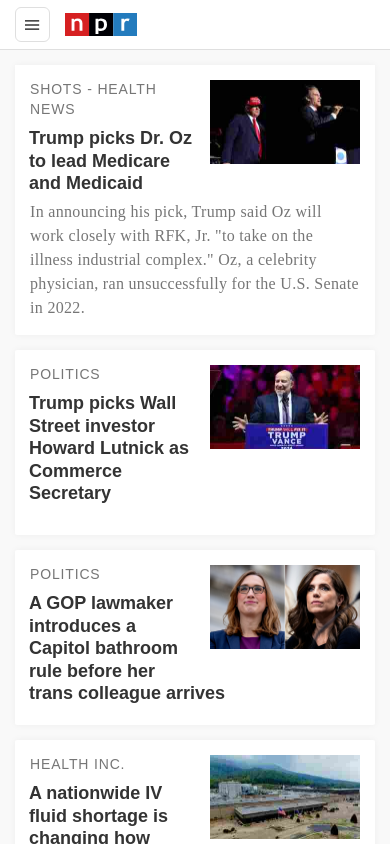 npr
SHOTS - HEALTH
NEWS
Trump picks Dr. Oz
to lead Medicare
and Medicaid
In announcing his pick, Trump said Oz will
work closely with RFK, Jr. "to take on the
illness industrial complex." Oz, a celebrity
physician, ran unsuccessfully for the U.S. Senate
in 2022.
POLITICS
Trump picks Wall
Street investor
Howard Lutnick as
Commerce
Secretary
TRUMP
VANCE
POLITICS
A GOP lawmaker
introduces a
Capitol bathroom
rule before her
trans colleague arrives
HEALTH INC.
A nationwide IV
fluid shortage is
changing how